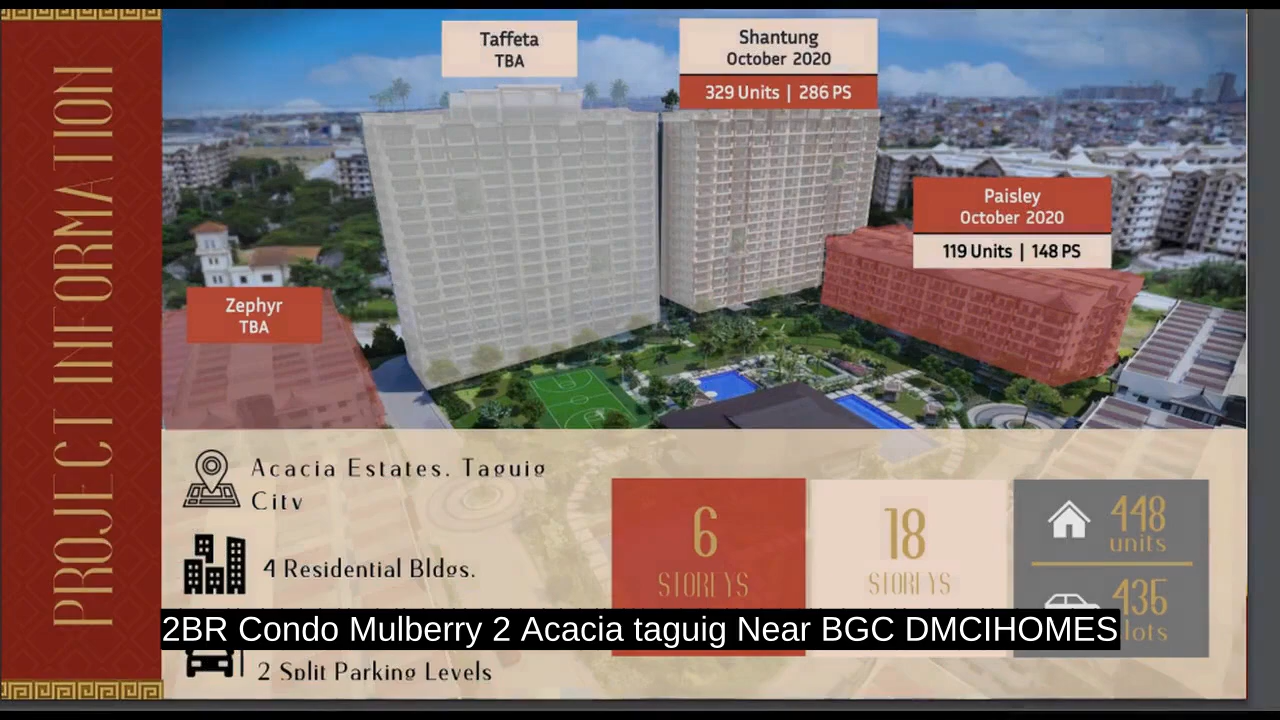 PROJECT INFORMATION
Taffeta
TBA
Shantung
October 2020
329 Units | 286 PS
Paisley
October 2020
119 Units | 148 PS
Zephyr
TBA
Acacia Estates. Taguig
City
4 Residential Bldgs.
2 Split Parking Levels
6
STOREYS
18
STOREYS
448
units
435
lots
2BR Condo Mulberry 2 Acacia taguig Near BGC DMCIHOMES